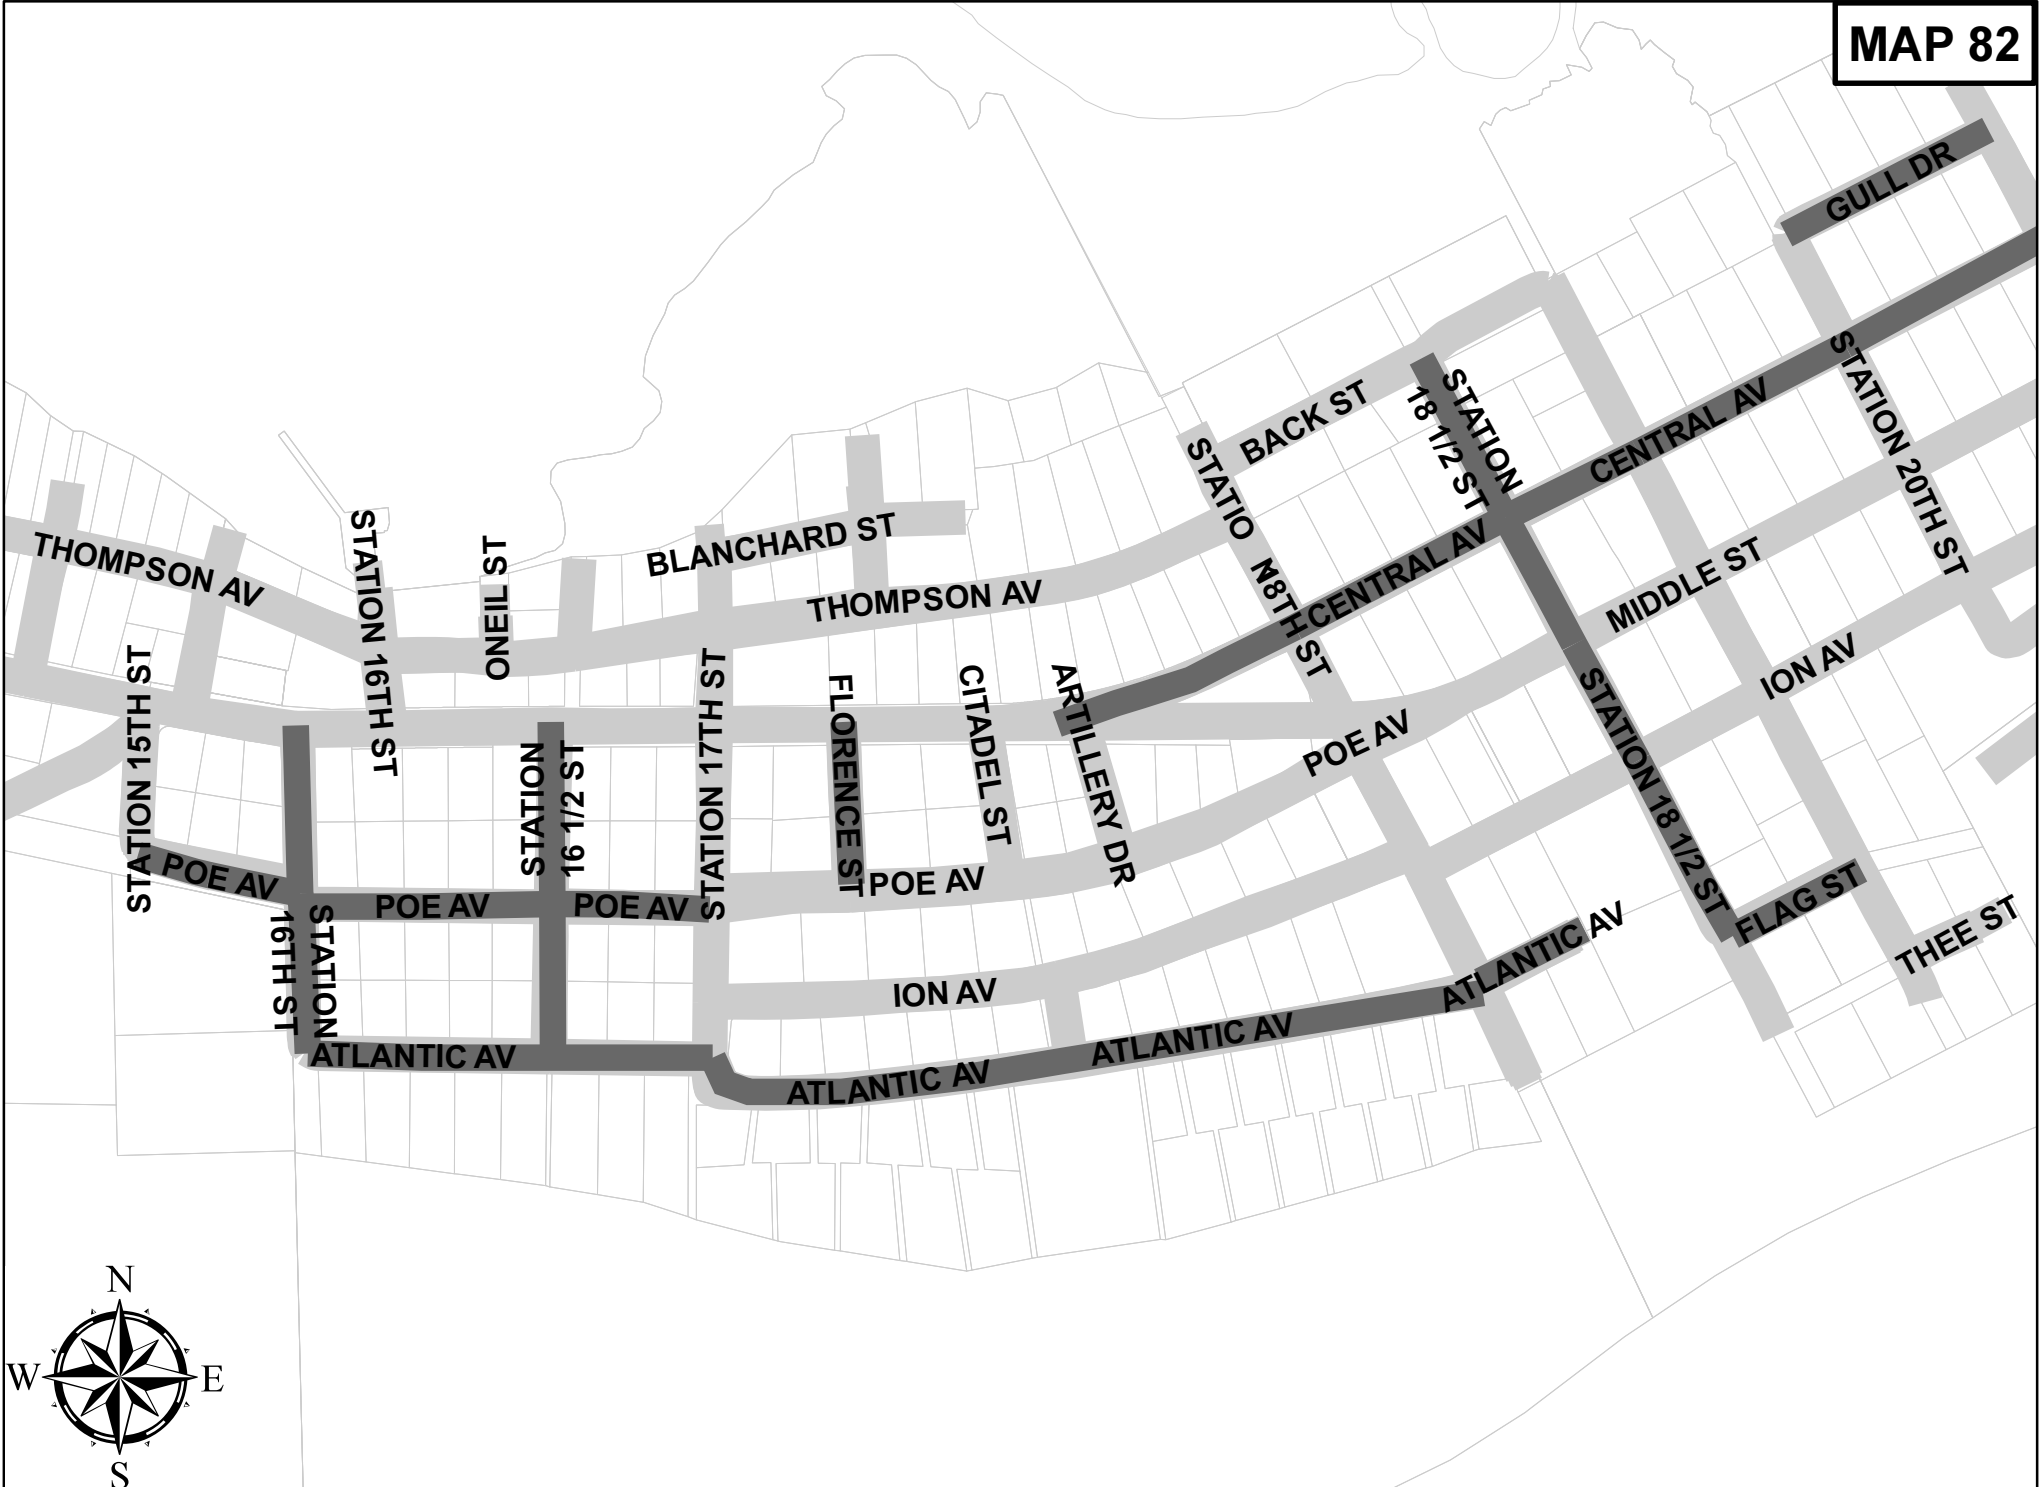 MAP 82
GULL DR
STATION 20TH ST
STATION
18 1/2 ST
BACK ST
CENTRAL AV
STATIO
N
18TH ST
CENTRAL AV
BLANCHARD ST
THOMPSON AV
STATION 16TH ST
ONEIL ST
THOMPSON AV
MIDDLE ST
ION AV
STATION 15TH ST
STATION 17TH ST
FLORENCE ST
CITADEL ST
ARTILLERY DR
POE AV
STATION 18 1/2 ST
STATION
16 1/2 ST
POE AV
POE AV
POE AV
POE AV
FLAG ST
THEE ST
STATION
16TH ST
ION AV
ATLANTIC AV
ATLANTIC AV
ATLANTIC AV
ATLANTIC AV
N
W E
S